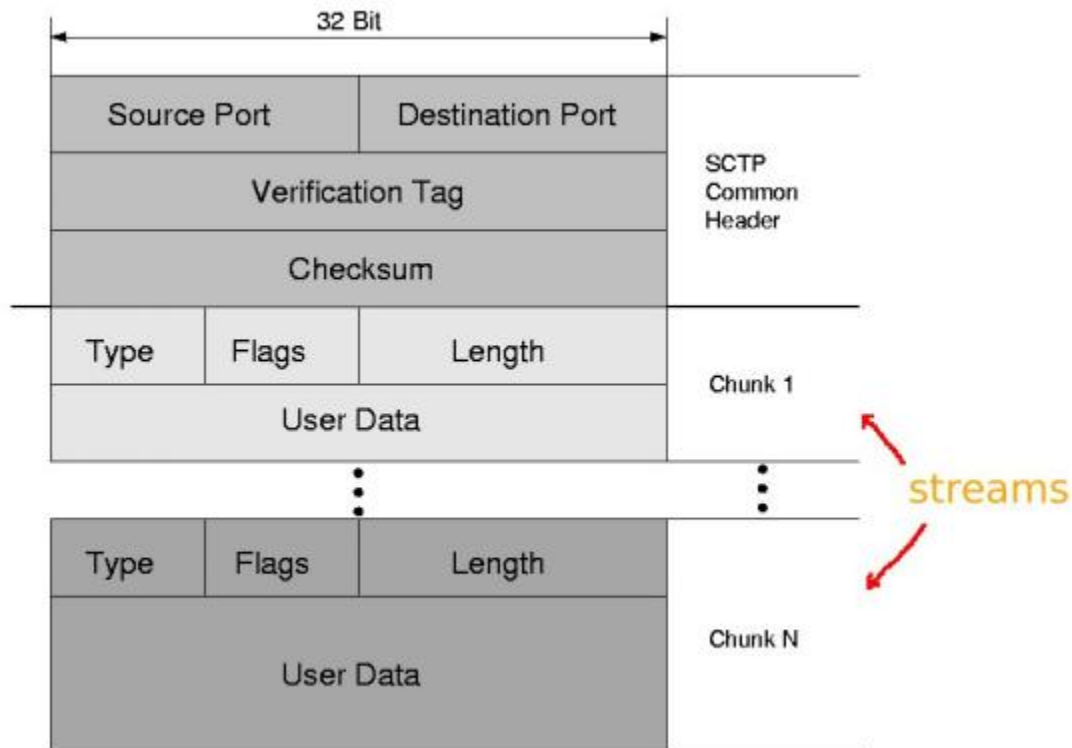 32 Bit
Source Port
Destination Port
SCTP
Common
Header
Verification Tag
Checksum
Type
Flags
Length
Chunk 1
User Data
streams
Type
Flags
Length
Chunk N
User Data